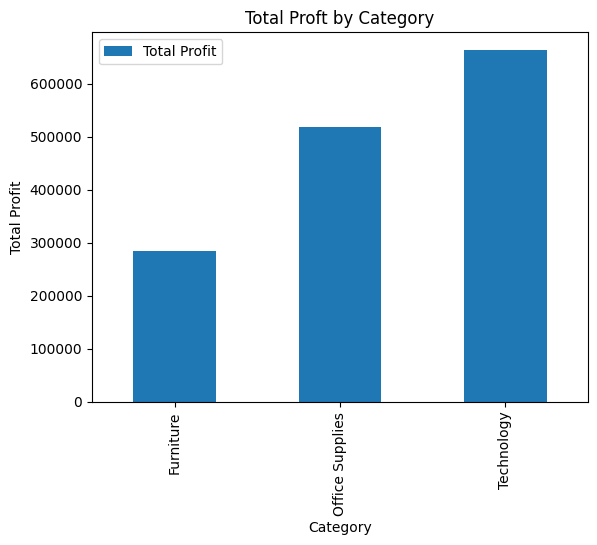 Total Proft by Category
Total Profit
Total Profit
600000
500000
400000
300000
200000
100000
0
Furniture
Office Supplies
Technology
Category